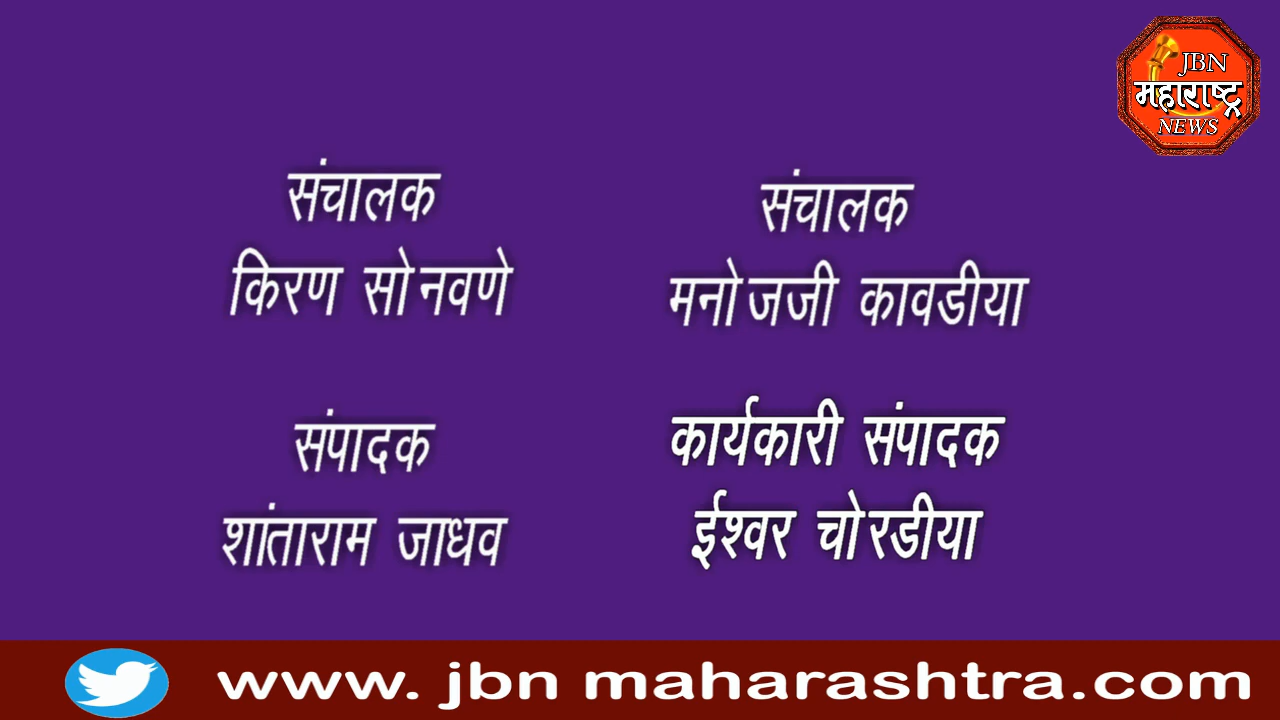 JBN
महाराष्ट्र
NEWS
संचालक
किरण सोनवणे
संचालक
मनोजजी कावडीया
संपादक
शांताराम जाधव
कार्यकारी संपादक
ईश्वर चोरडीया
www. jbn maharashtra.com